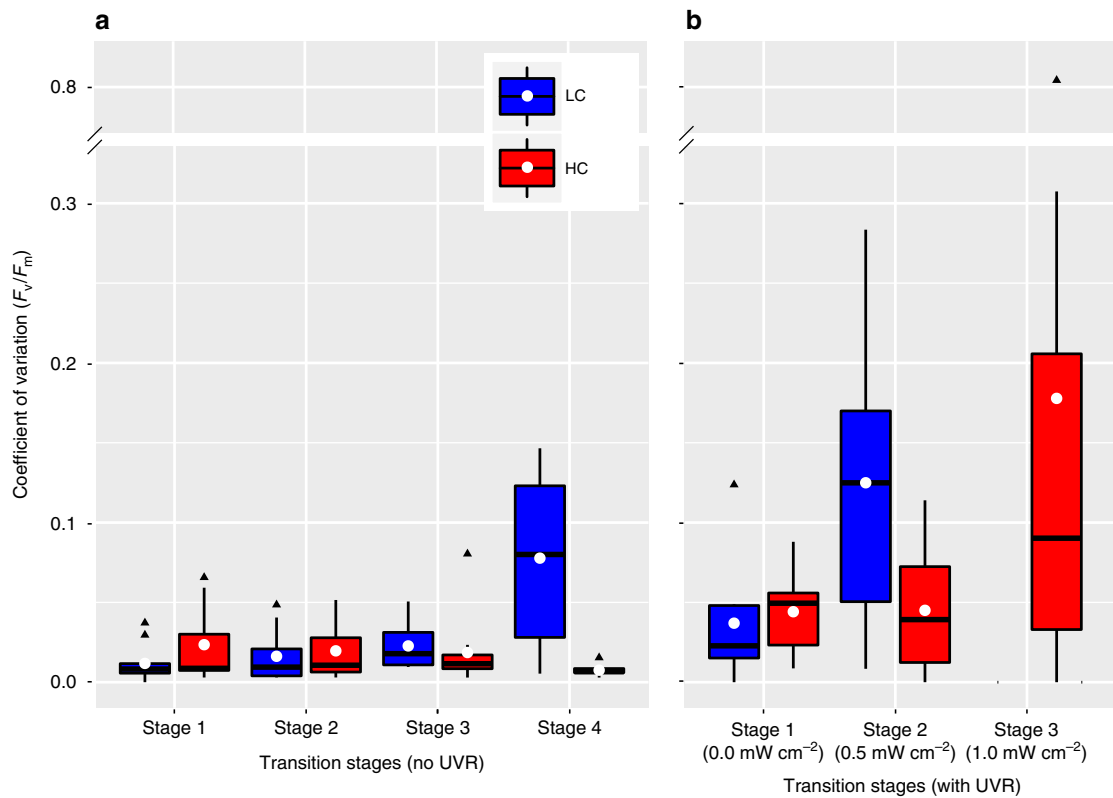 a
b
LC
HC
Coefficient of variation (Fv/Fm)
0.8
0.3
0.2
0.1
0.0
Stage 1 Stage 2 Stage 3 Stage 4
Transition stages (no UVR)
Stage 1 Stage 2 Stage 3
(0.0 mW cm−2) (0.5 mW cm−2) (1.0 mW cm−2)
Transition stages (with UVR)